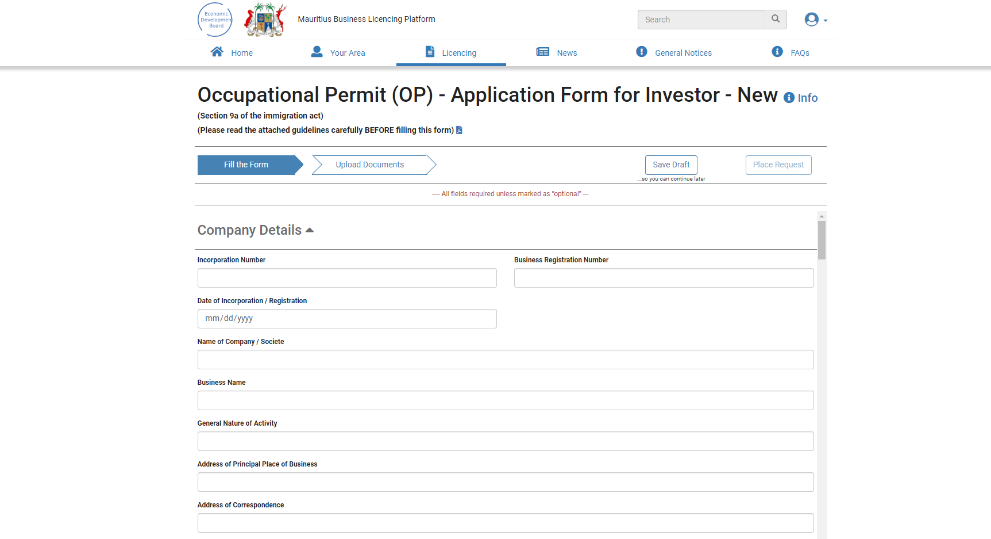 Economic
Development
Board
Mauritius Business Licencing Platform
Search
Home
Your Area
Licencing
News
General Notices
FAQs
Occupational Permit (OP) - Application Form for Investor - New Info
(Section 9a of the immigration act)
(Please read the attached guidelines carefully BEFORE filling this form)
Fill the Form
Upload Documents
Save Draft
Place Request
...so you can continue later
--- All fields required unless marked as "optional" ---
Company Details
Incorporation Number
Business Registration Number
Date of Incorporation / Registration
mm/dd/yyyy
Name of Company / Societe
Business Name
General Nature of Activity
Address of Principal Place of Business
Address of Correspondence